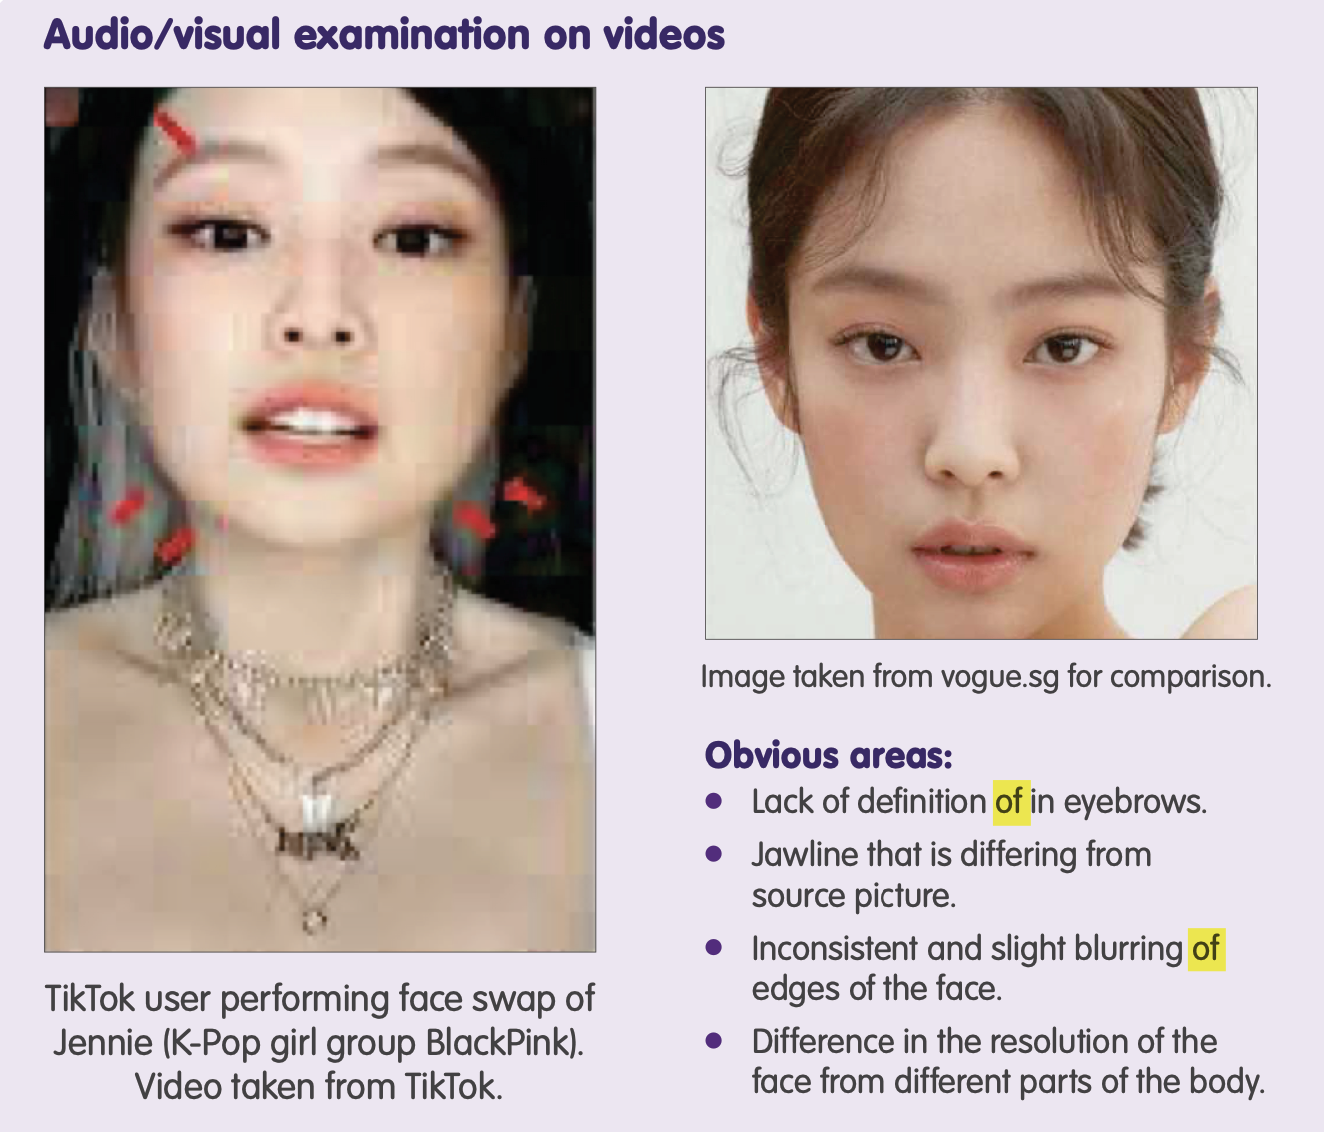 Audio/visual examination on videos
TikTok user performing face swap of
Jennie (K-Pop girl group BlackPink).
Video taken from TikTok.
Image taken from vogue.sg for comparison.
Obvious areas:
● Lack of definition of in eyebrows.
● Jawline that is differing from
source picture.
● Inconsistent and slight blurring of
edges of the face.
● Difference in the resolution of the
face from different parts of the body.